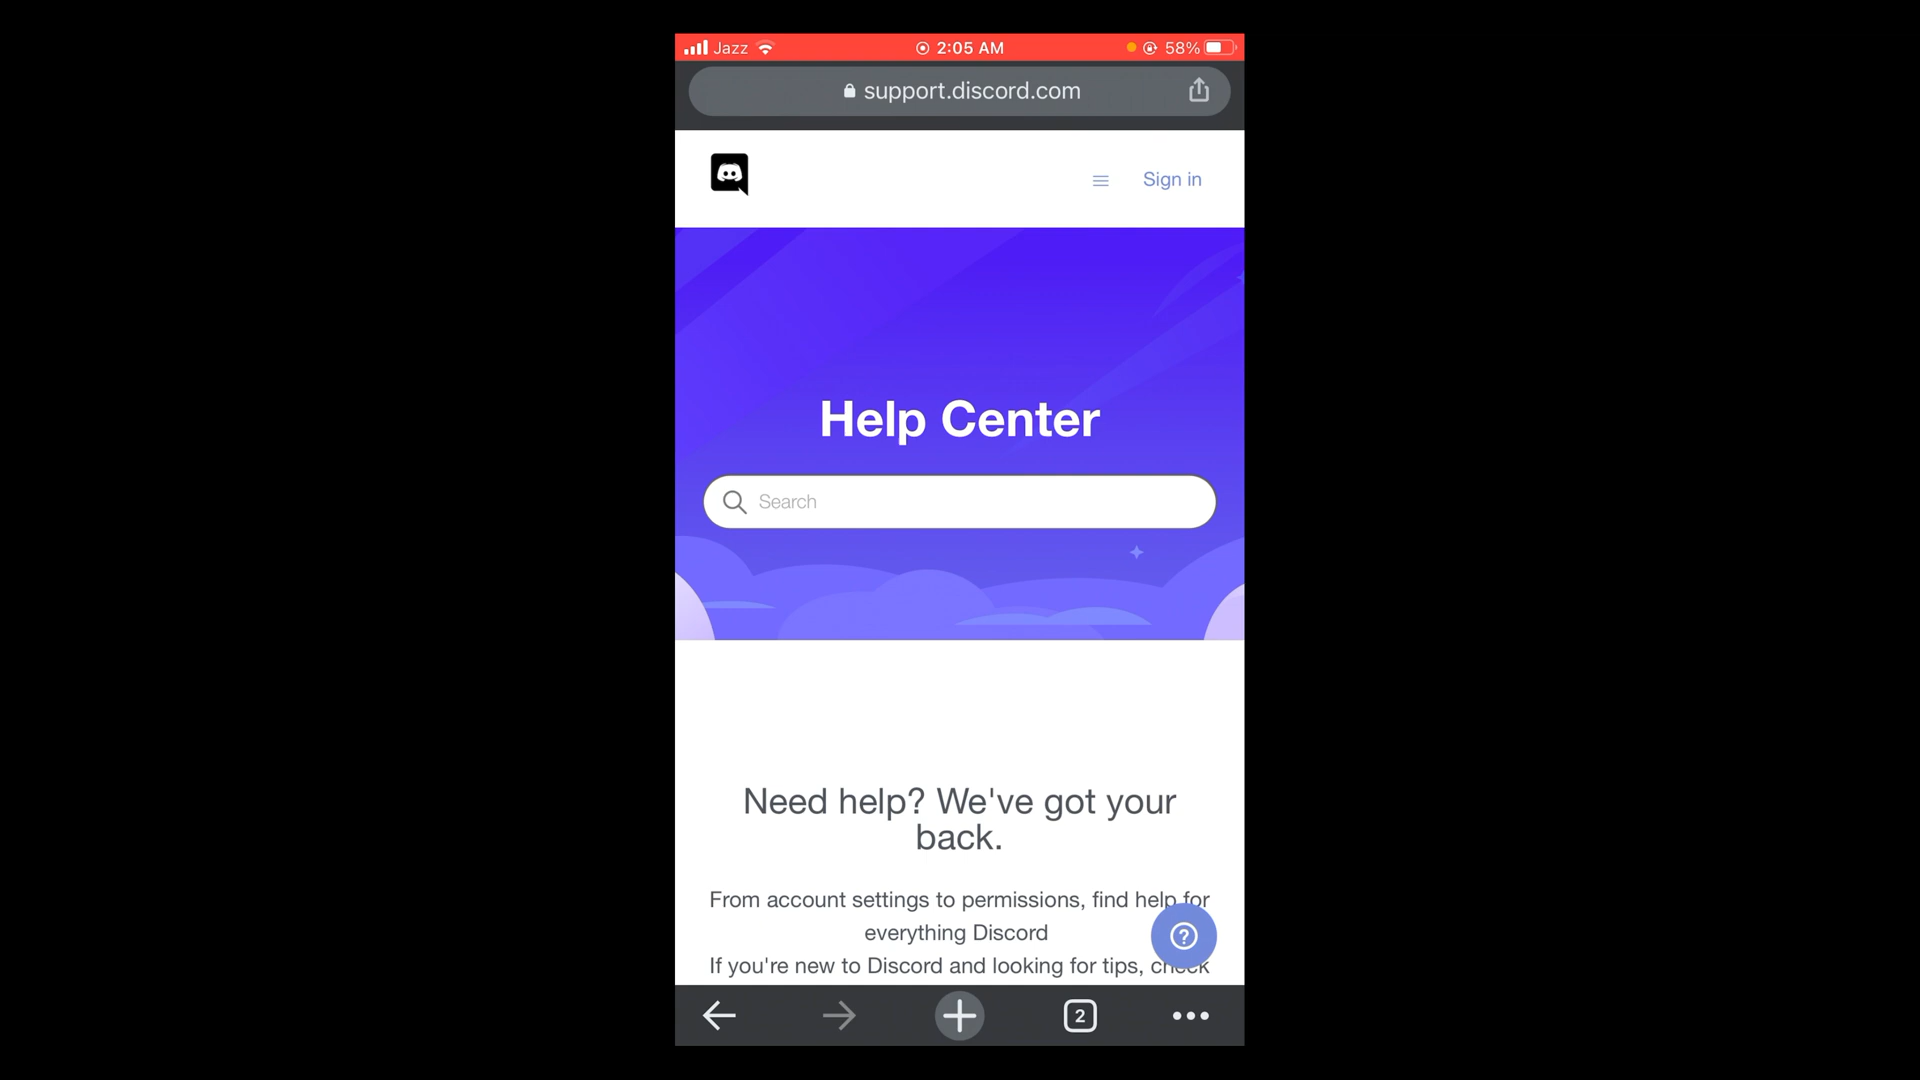 Jazz 2:05 AM 58%
support.discord.com
Sign in
Help Center
Search
Need help? We've got your
back.
From account settings to permissions, find help for
everything Discord
?
If you're new to Discord and looking for tips, check
2